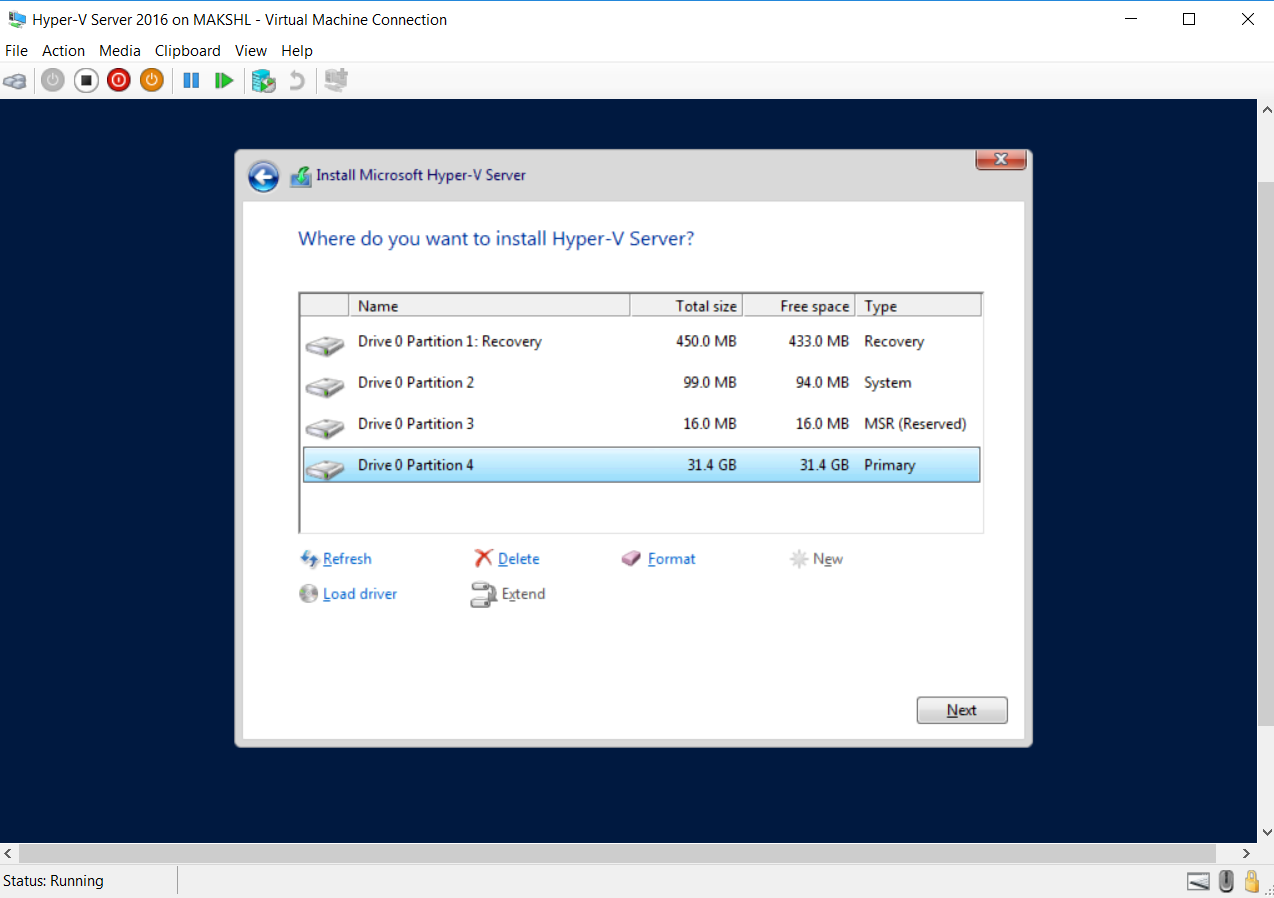 Hyper-V Server 2016 on MAKSHL - Virtual Machine Connection
File Action Media Clipboard View Help
Install Microsoft Hyper-V Server
Where do you want to install Hyper-V Server?
Name Total size Free space Type
Drive 0 Partition 1: Recovery 450.0 MB 433.0 MB Recovery
Drive 0 Partition 2 99.0 MB 94.0 MB System
Drive 0 Partition 3 16.0 MB 16.0 MB MSR (Reserved)
Drive 0 Partition 4 31.4 GB 31.4 GB Primary
Refresh Delete Format New
Load driver Extend
Next
Status: Running